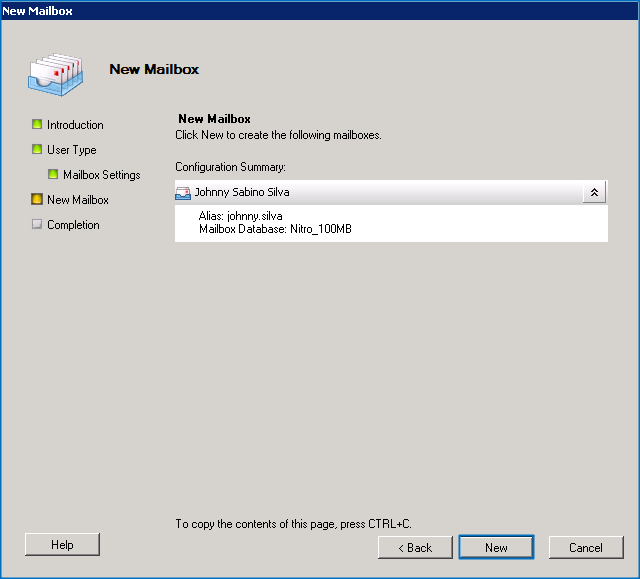 New Mailbox
New Mailbox
Introduction
User Type
Mailbox Settings
New Mailbox
Completion
New Mailbox
Click New to create the following mailboxes.
Configuration Summary:
Johnny Sabino Silva
Alias: johnny.silva
Mailbox Database: Nitro_100MB
To copy the contents of this page, press CTRL+C.
Help
< Back
New
Cancel